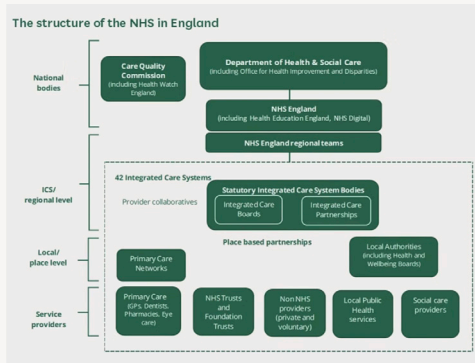 The structure of the NHS in England
National
bodies
Care Quality
Commission
(including Health Watch
England)
Department of Health & Social Care
(including Office for Health Improvement and Disparities)
NHS England
(including Health Education England, NHS Digital)
NHS England regional teams
ICS/
regional level
42 Integrated Care Systems
Provider collaboratives
Statutory Integrated Care System Bodies
Integrated Care
Boards
Integrated Care
Partnerships
Local/
place level
Place based partnerships
Primary Care
Networks
Local Authorities
(including Health and
Wellbeing Boards)
Service
providers
Primary Care
(GPs, Dentists,
Pharmacies, Eye
care)
NHS Trusts
and
Foundation
Trusts
Non NHS
providers
(private and
voluntary)
Local Public
Health
services
Social care
providers